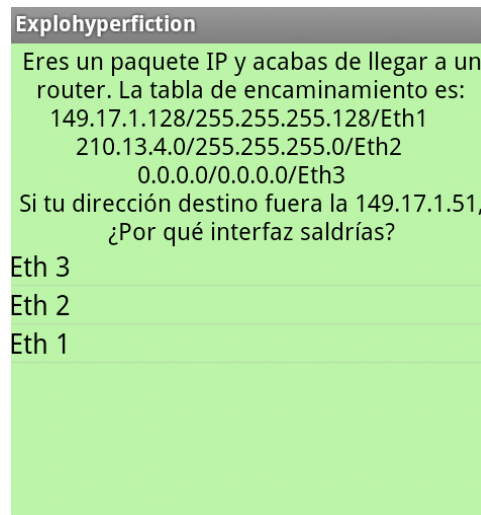 Explohyperfiction
Eres un paquete IP y acabas de llegar a un
router. La tabla de encaminamiento es:
149.17.1.128/255.255.255.128/Eth1
210.13.4.0/255.255.255.0/Eth2
0.0.0.0/0.0.0.0/Eth3
Si tu dirección destino fuera la 149.17.1.51,
¿Por qué interfaz saldrías?
Eth 3
Eth 2
Eth 1